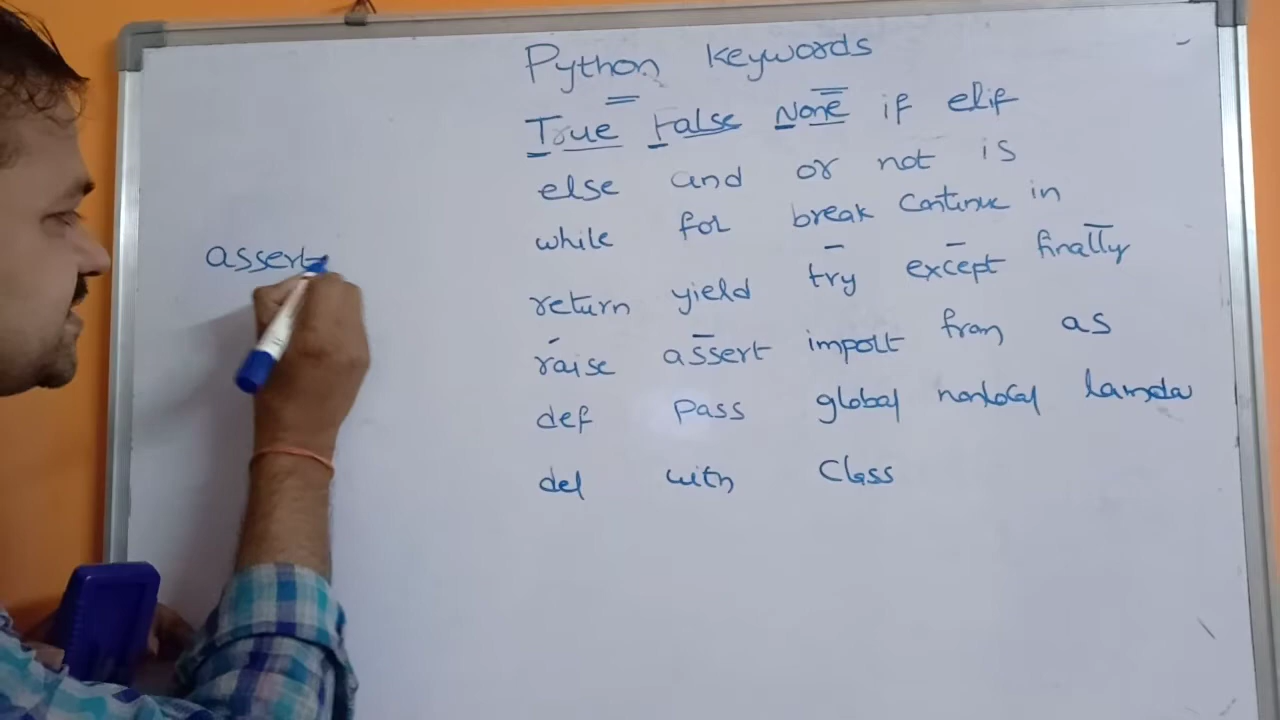 Python keywords
True False None if elif
else and or not is
while for break continue in
return yield try except finally
raise assert import from as
def pass global nonlocal lamda
del with class
assert